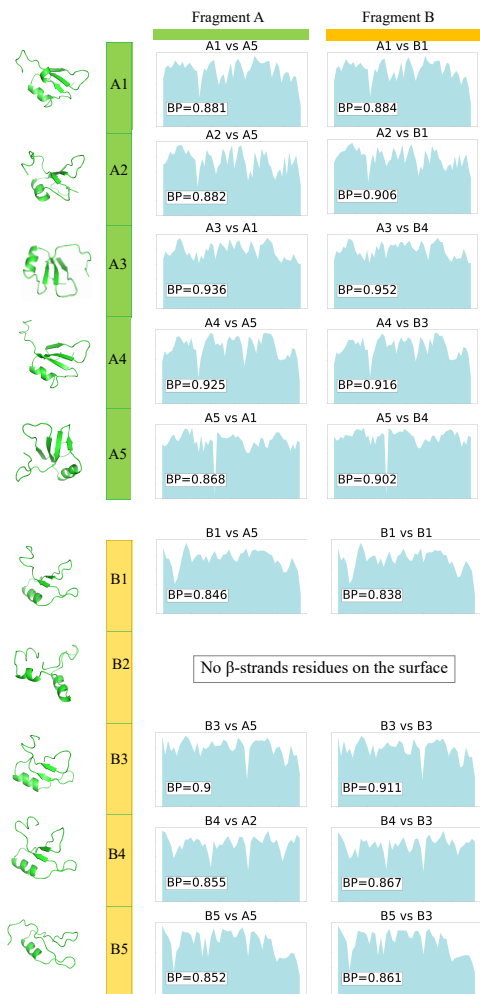 Fragment A Fragment B
A1 vs A5 A1 vs B1
A1
BP=0.881 BP=0.884
A2 vs A5 A2 vs B1
A2
BP=0.882 BP=0.906
A3 vs A1 A3 vs B4
A3
BP=0.936 BP=0.952
A4 vs A5 A4 vs B3
A4
BP=0.925 BP=0.916
A5 vs A1 A5 vs B4
A5
BP=0.868 BP=0.902
B1 vs A5 B1 vs B1
B1
BP=0.846 BP=0.838
B2
No β-strands residues on the surface
B3 vs A5 B3 vs B3
B3
BP=0.9 BP=0.911
B4 vs A2 B4 vs B3
B4
BP=0.855 BP=0.867
B5 vs A5 B5 vs B3
B5
BP=0.852 BP=0.861